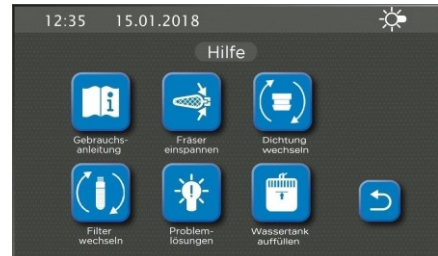 12:35 15.01.2018
Hilfe
Gebrauchs-
anleitung
Fräser
einspannen
Dichtung
wechseln
Filter
wechseln
Problem-
lösungen
Wassertank
auffüllen